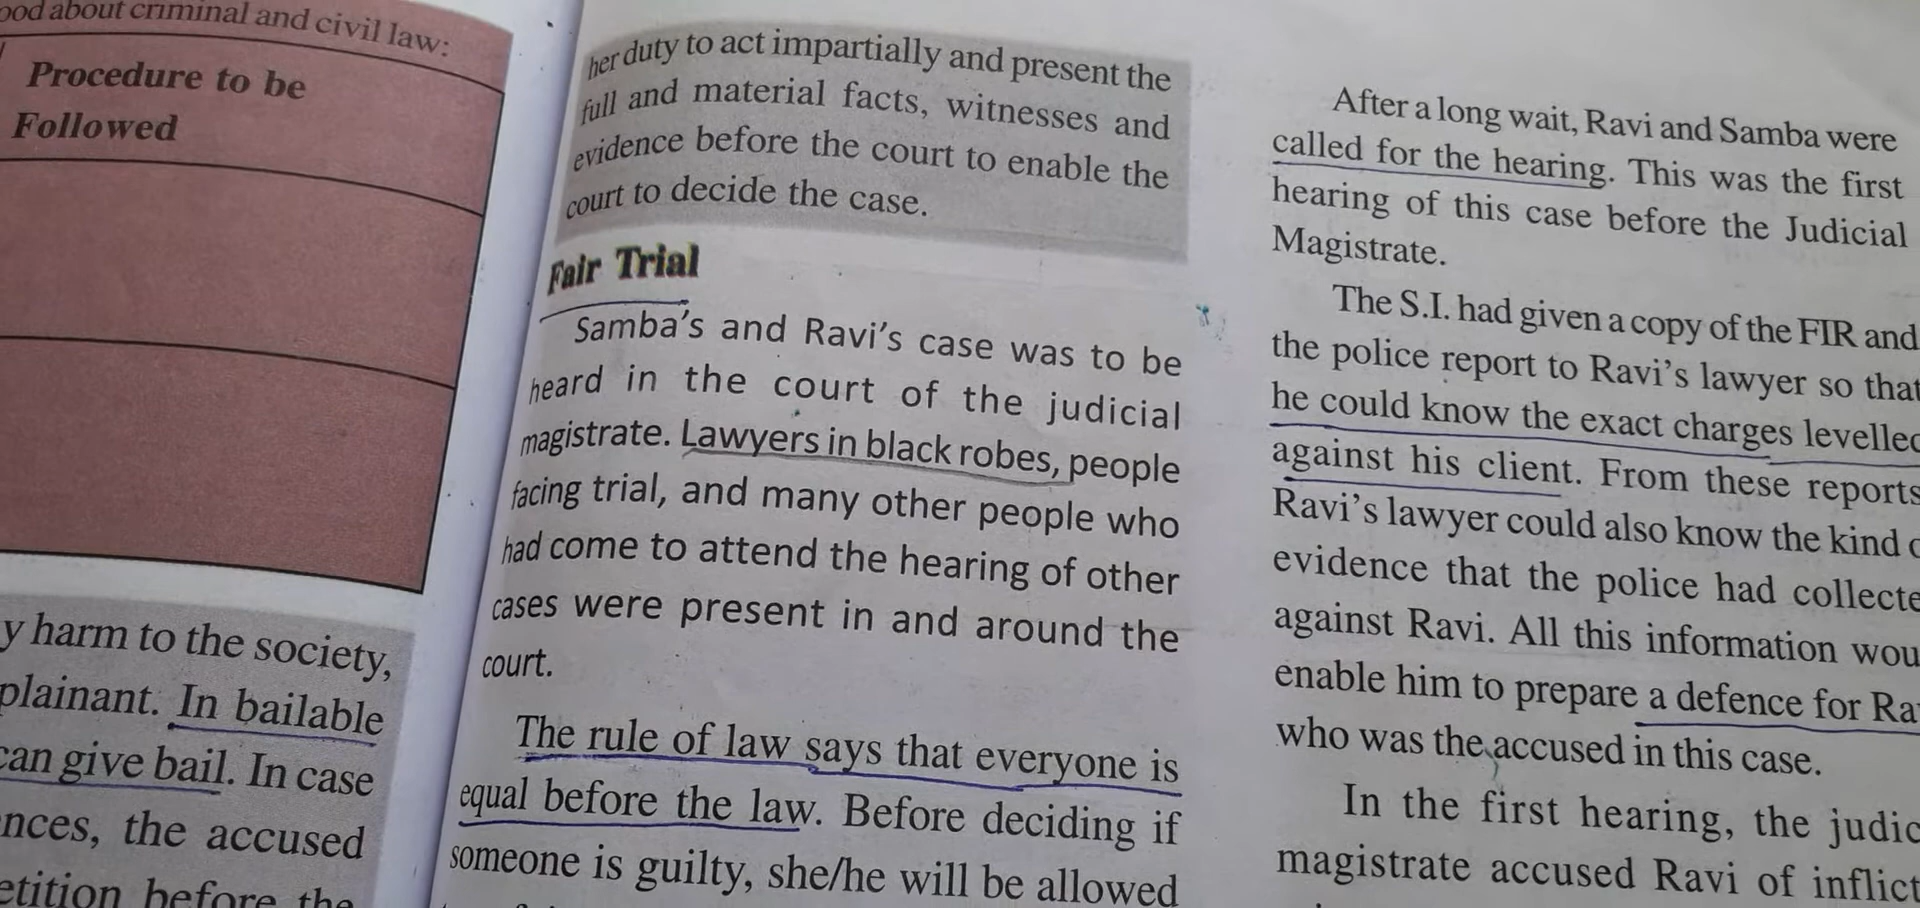 ood about criminal and civil law:
Procedure to be
Followed
y harm to the society,
plainant. In bailable
can give bail. In case
nces, the accused
etition before the
her duty to act impartially and present the
full and material facts, witnesses and
evidence before the court to enable the
court to decide the case.
Fair Trial
Samba's and Ravi's case was to be
heard in the court of the judicial
magistrate. Lawyers in black robes, people
facing trial, and many other people who
had come to attend the hearing of other
cases were present in and around the
court.
The rule of law says that everyone is
equal before the law. Before deciding if
someone is guilty, she/he will be allowed
After a long wait, Ravi and Samba were
called for the hearing. This was the first
hearing of this case before the Judicial
Magistrate.
The S.I. had given a copy of the FIR and
the police report to Ravi's lawyer so that
he could know the exact charges levelled
against his client. From these reports
Ravi's lawyer could also know the kind o
evidence that the police had collecte
against Ravi. All this information wou
enable him to prepare a defence for Ra
who was the accused in this case.
In the first hearing, the judic
magistrate accused Ravi of inflict